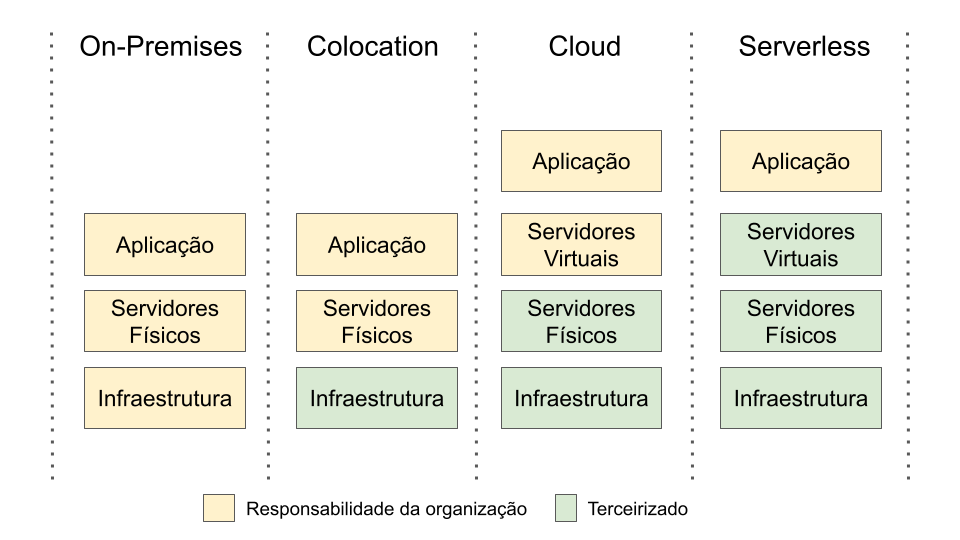 On-Premises
Colocation
Cloud
Serverless
Aplicação
Aplicação
Aplicação
Aplicação
Servidores
Virtuais
Servidores
Virtuais
Servidores
Físicos
Servidores
Físicos
Servidores
Físicos
Servidores
Físicos
Infraestrutura
Infraestrutura
Infraestrutura
Infraestrutura
Responsabilidade da organização
Terceirizado